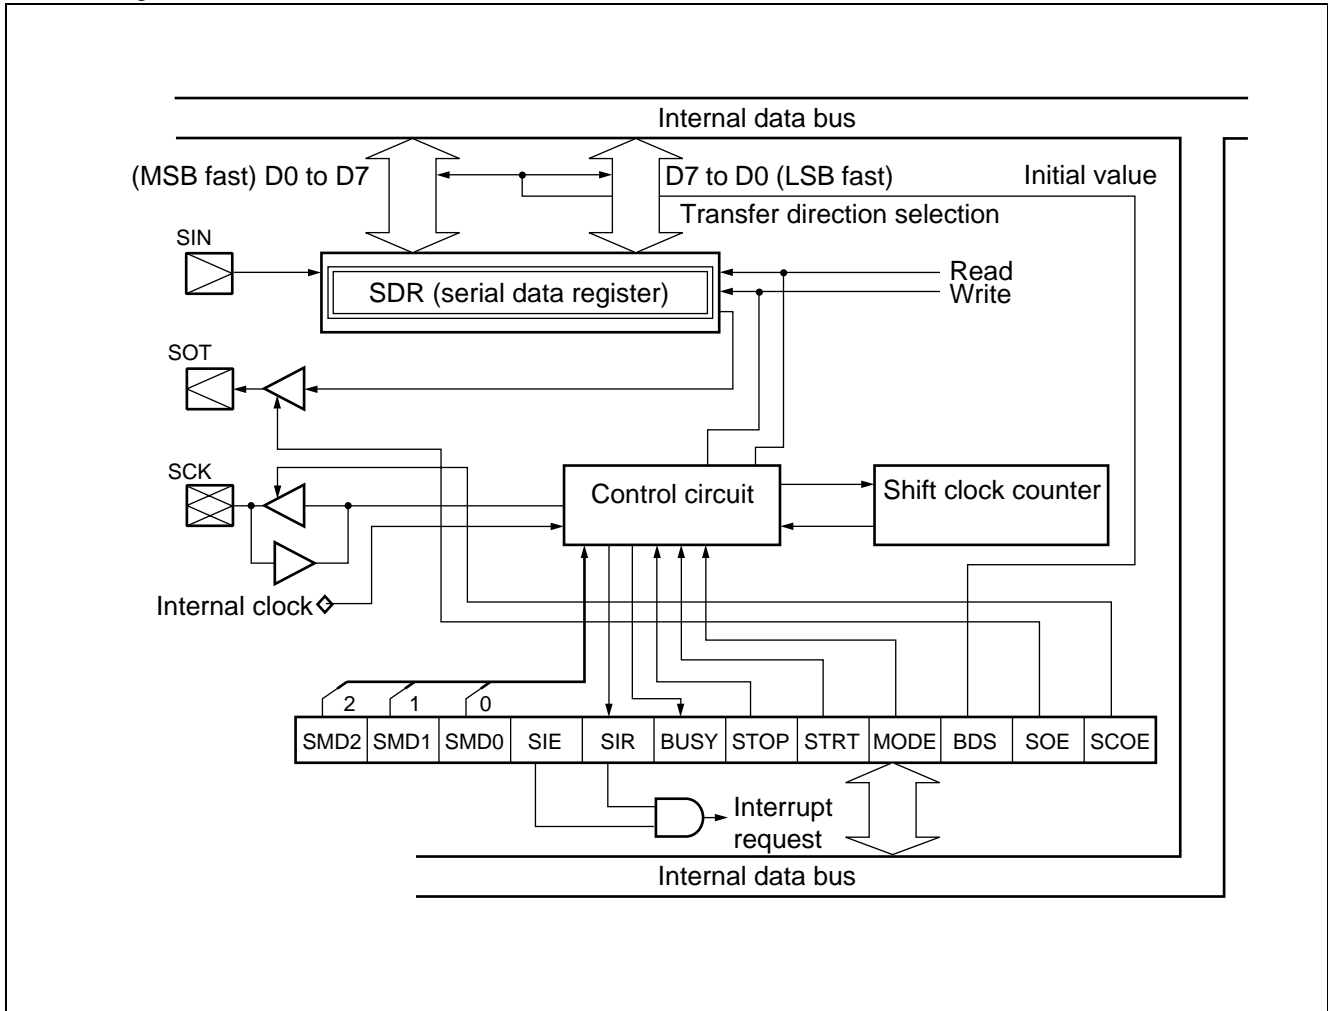 Internal data bus
(MSB fast) D0 to D7
D7 to D0 (LSB fast)
Initial value
Transfer direction selection
SIN
Read
SDR (serial data register)
Write
SOT
SCK
Control circuit
Shift clock counter
Internal clock
2
1
0
SMD2 SMD1 SMD0 SIE SIR BUSY STOP STRT MODE BDS SOE SCOE
Interrupt
request
Internal data bus